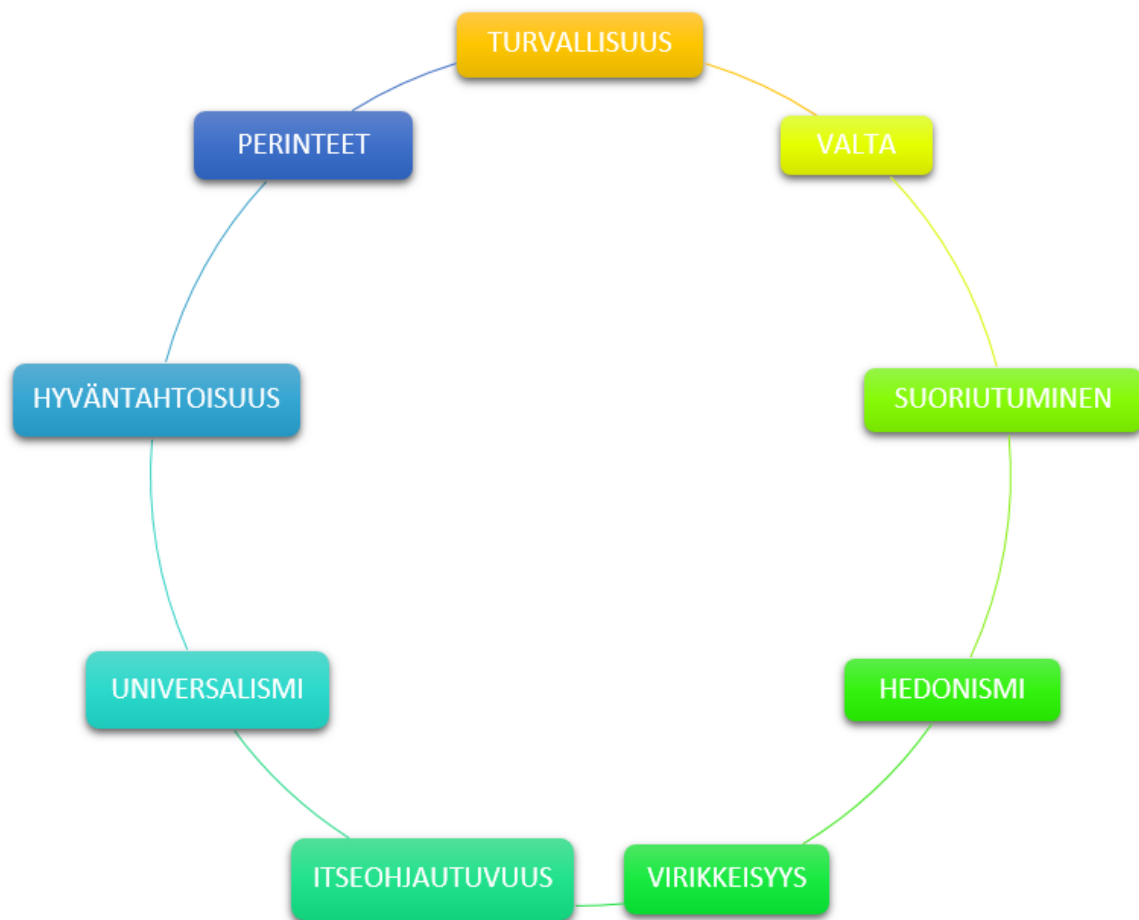 TURVALLISUUS
VALTA
SUORIUTUMINEN
HEDONISMI
VIRIKKEISYYS
ITSEOHJAUTUVUUS
UNIVERSALISMI
HYVÄNTAHTOISUUS
PERINTEET